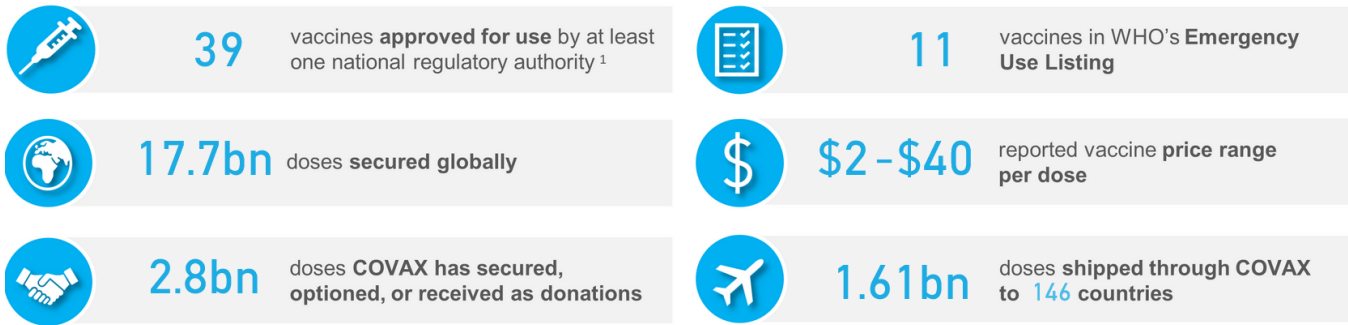 39
vaccines approved for use by at least
one national regulatory authority 1
11
vaccines in WHO's Emergency
Use Listing
17.7bn
doses secured globally
$2-$40
reported vaccine price range
per dose
2.8bn
doses COVAX has secured,
optioned, or received as donations
1.61bn
doses shipped through COVAX
to 146 countries